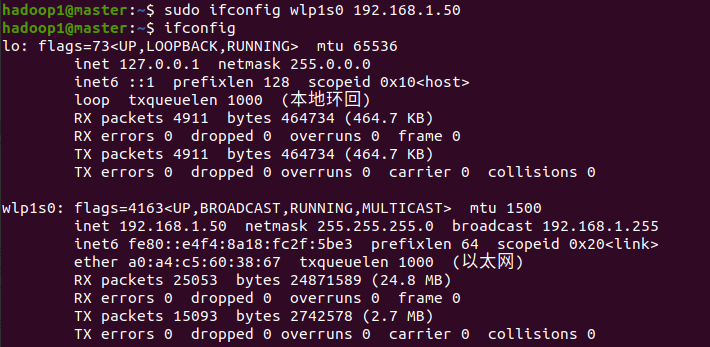 hadoop1@master:~$ sudo ifconfig wlp1s0 192.168.1.50
hadoop1@master:~$ ifconfig
lo: flags=73<UP,LOOPBACK,RUNNING>  mtu 65536
        inet 127.0.0.1  netmask 255.0.0.0
        inet6 ::1  prefixlen 128  scopeid 0x10<host>
        loop  txqueuelen 1000  (本地环回)
        RX packets 4911  bytes 464734 (464.7 KB)
        RX errors 0  dropped 0  overruns 0  frame 0
        TX packets 4911  bytes 464734 (464.7 KB)
        TX errors 0  dropped 0 overruns 0  carrier 0  collisions 0
wlp1s0: flags=4163<UP,BROADCAST,RUNNING,MULTICAST>  mtu 1500
        inet 192.168.1.50  netmask 255.255.255.0  broadcast 192.168.1.255
        inet6 fe80::e4f4:8a18:fc2f:5be3  prefixlen 64  scopeid 0x20<link>
        ether a0:a4:c5:60:38:67  txqueuelen 1000  (以太网)
        RX packets 25053  bytes 24871589 (24.8 MB)
        RX errors 0  dropped 0  overruns 0  frame 0
        TX packets 15093  bytes 2742578 (2.7 MB)
        TX errors 0  dropped 0 overruns 0  carrier 0  collisions 0